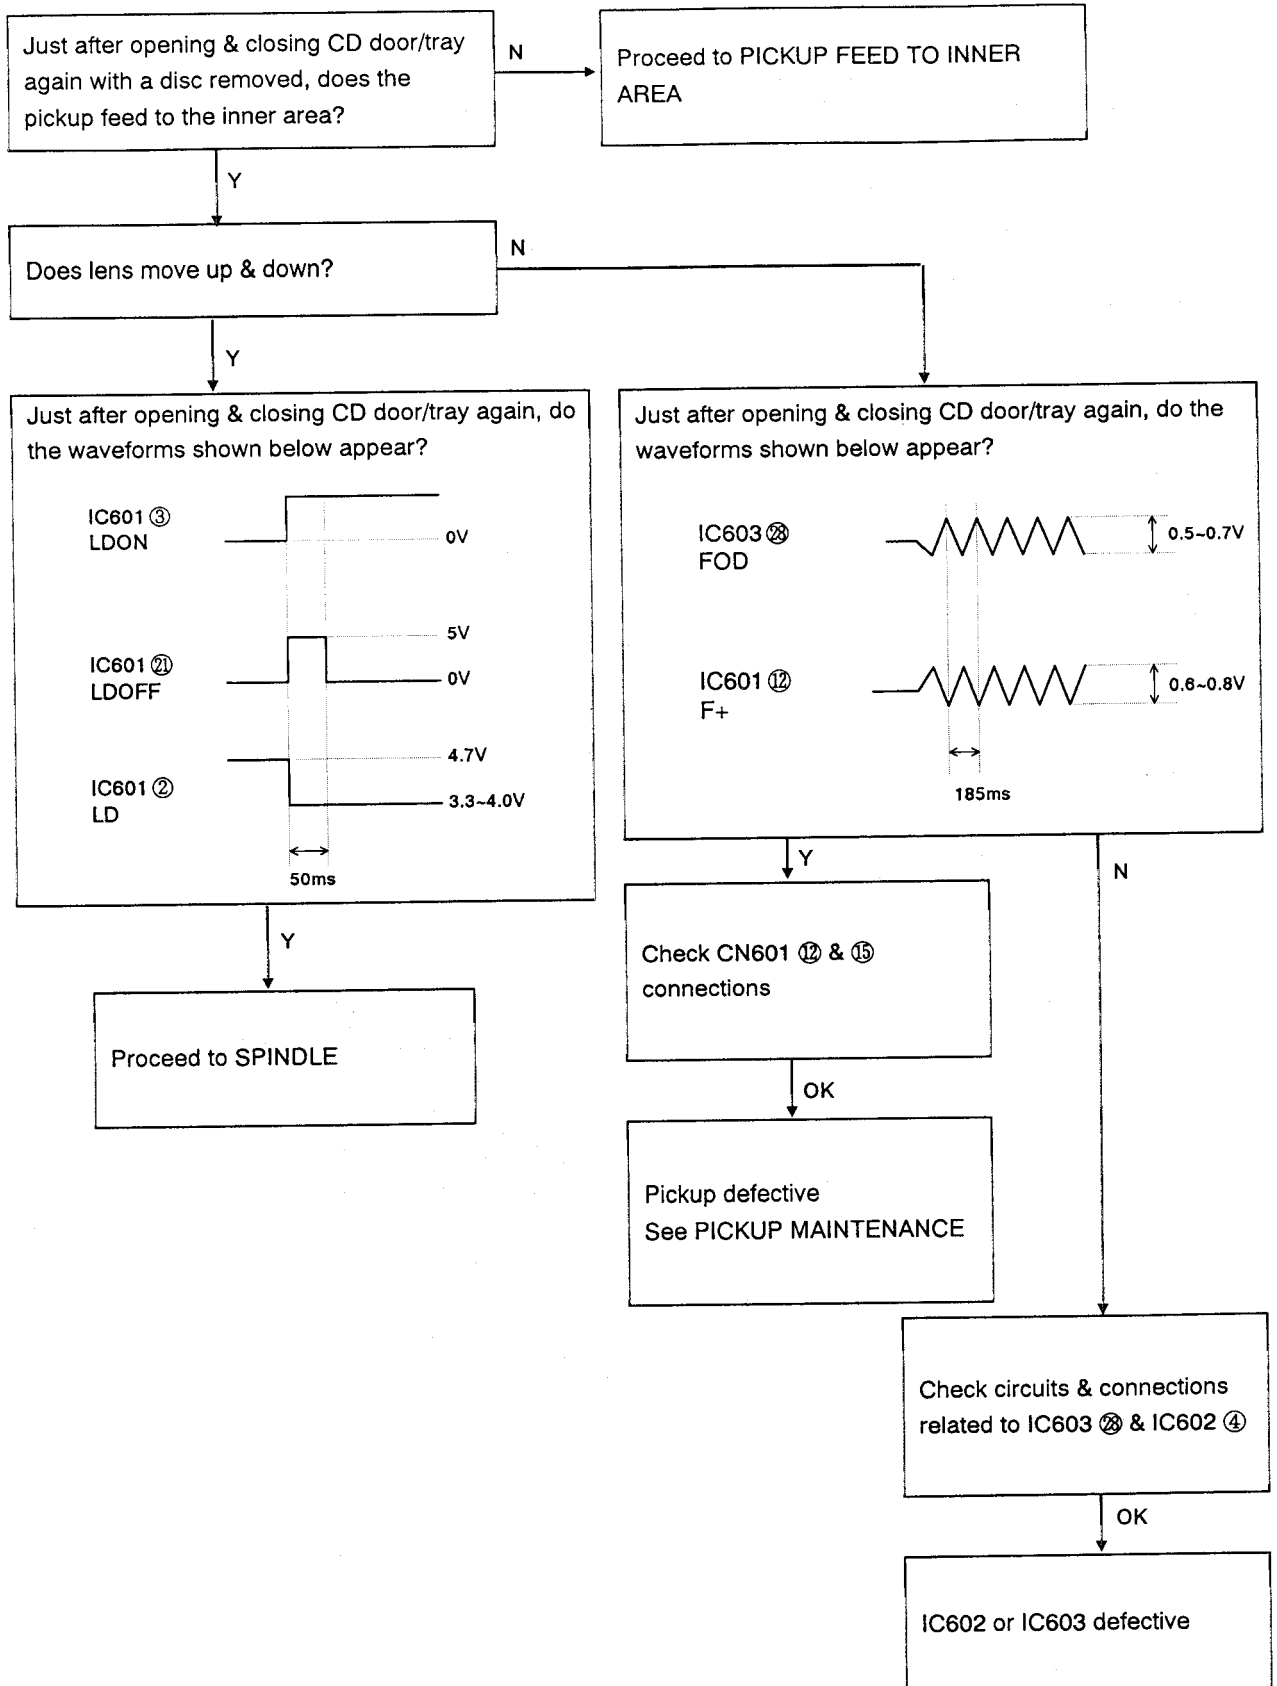 Just after opening & closing CD door/tray
again with a disc removed, does the
pickup feed to the inner area?
N
Proceed to PICKUP FEED TO INNER
AREA
Y
Does lens move up & down?
N
Y
Just after opening & closing CD door/tray again, do
the waveforms shown below appear?
IC601 ③
LDON
0V
IC601 ㉑
LDOFF
5V
0V
IC601 ②
LD
4.7V
3.3~4.0V
50ms
Y
Proceed to SPINDLE
Just after opening & closing CD door/tray again, do the
waveforms shown below appear?
IC603 ㉘
FOD
0.5~0.7V
IC601 ⑫
F+
0.6~0.8V
185ms
Y
N
Check CN601 ⑫ & ⑮
connections
OK
Pickup defective
See PICKUP MAINTENANCE
Check circuits & connections
related to IC603 ㉘ & IC602 ④
OK
IC602 or IC603 defective